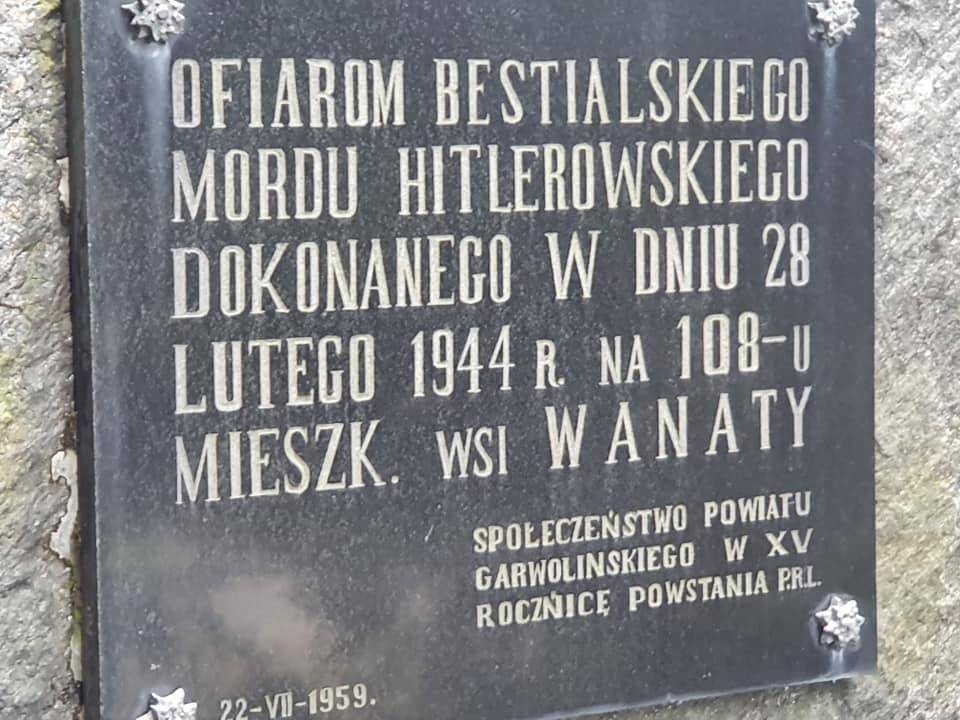 OFIAROM BESTIALSKIEGO
MORDU HITLEROWSKIEGO
DOKONANEGO W DNIU 28
LUTEGO 1944 R. NA 108-U
MIESZK. WSI WANATY
SPOŁECZEŃSTWO POWIATU
GARWOLINSKIEGO W XV
ROCZNICĘ POWSTANIA P.R.L.
22-VII-1959.